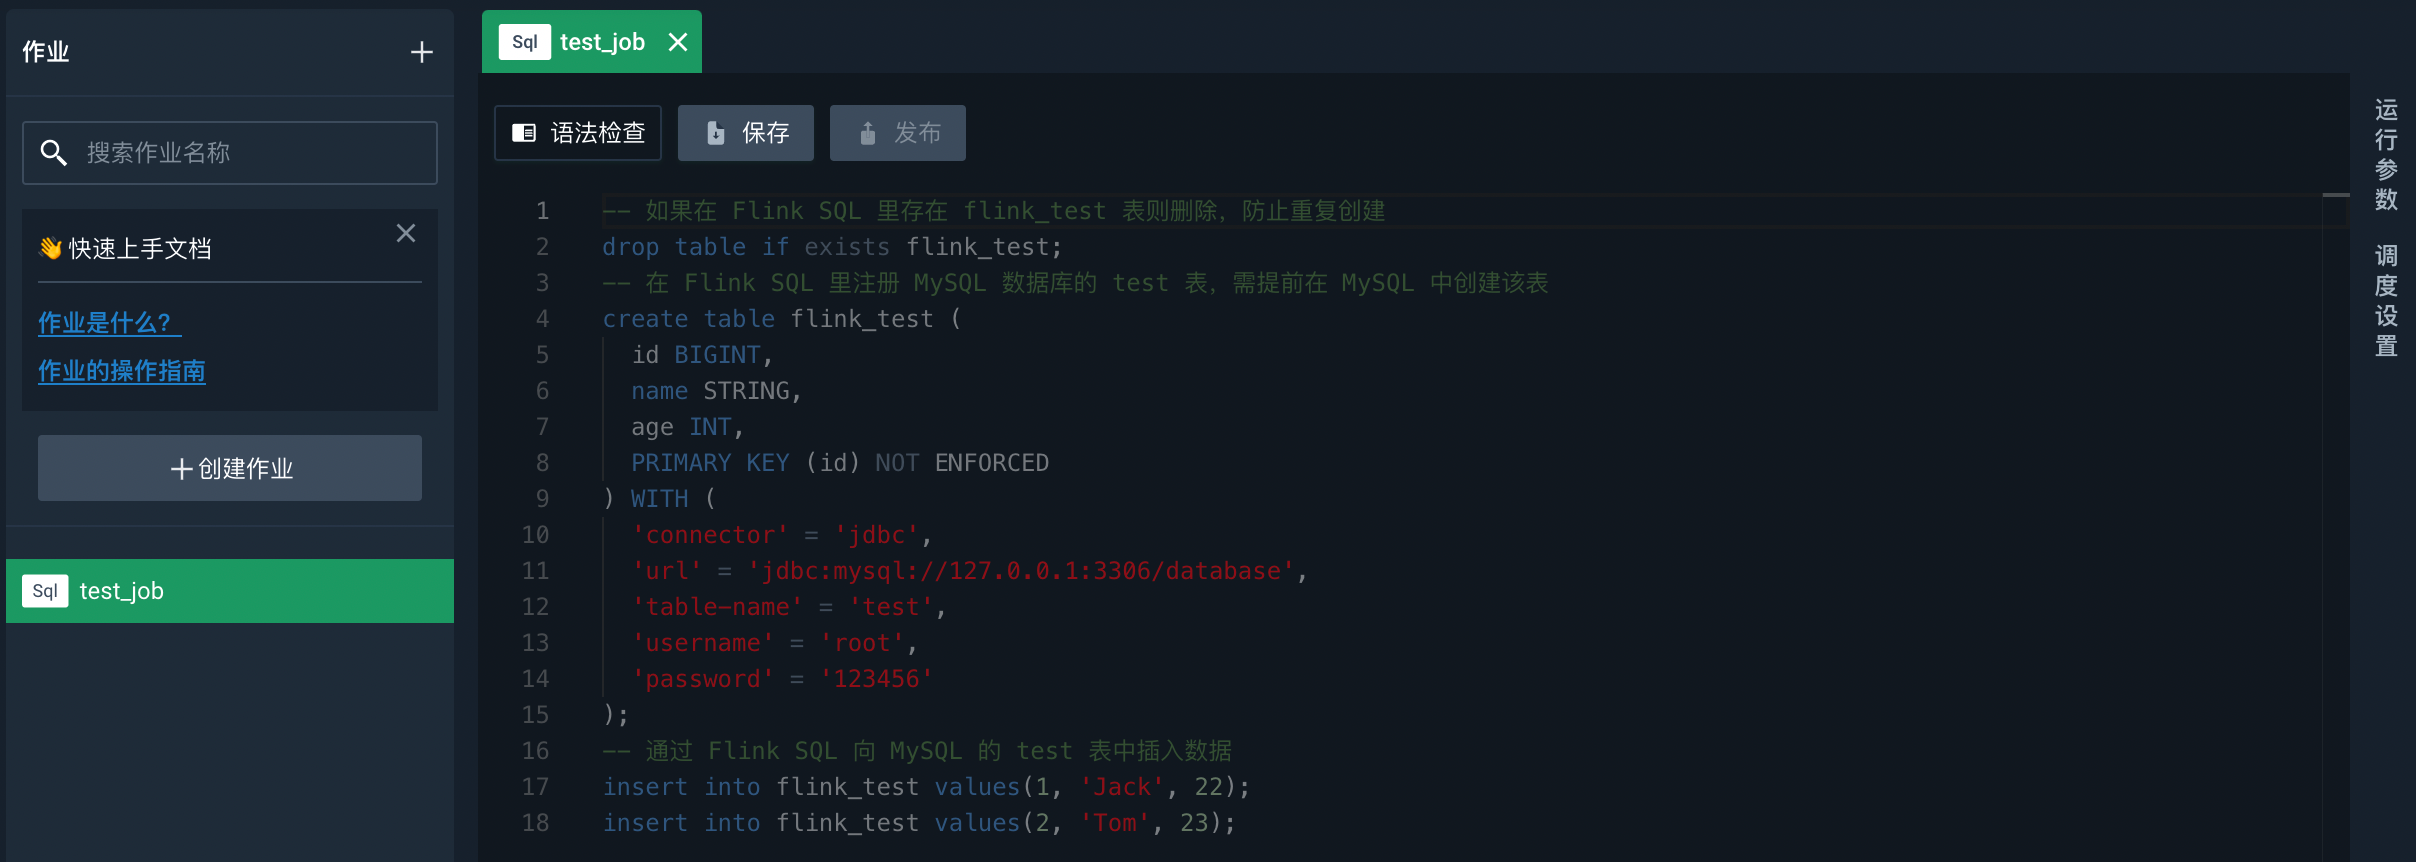 作业
搜索作业名称
👋快速上手文档
作业是什么？
作业的操作指南
创建作业
Sql test_job
Sql test_job
语法检查 保存 发布
1 -- 如果在 Flink SQL 里存在 flink_test 表则删除，防止重复创建
2 drop table if exists flink_test;
3 -- 在 Flink SQL 里注册 MySQL 数据库的 test 表，需提前在 MySQL 中创建该表
4 create table flink_test (
5 id BIGINT,
6 name STRING,
7 age INT,
8 PRIMARY KEY (id) NOT ENFORCED
9 ) WITH (
10 'connector' = 'jdbc',
11 'url' = 'jdbc:mysql://127.0.0.1:3306/database',
12 'table-name' = 'test',
13 'username' = 'root',
14 'password' = '123456'
15 );
16 -- 通过 Flink SQL 向 MySQL 的 test 表中插入数据
17 insert into flink_test values(1, 'Jack', 22);
18 insert into flink_test values(2, 'Tom', 23);
运行参数
调度设置